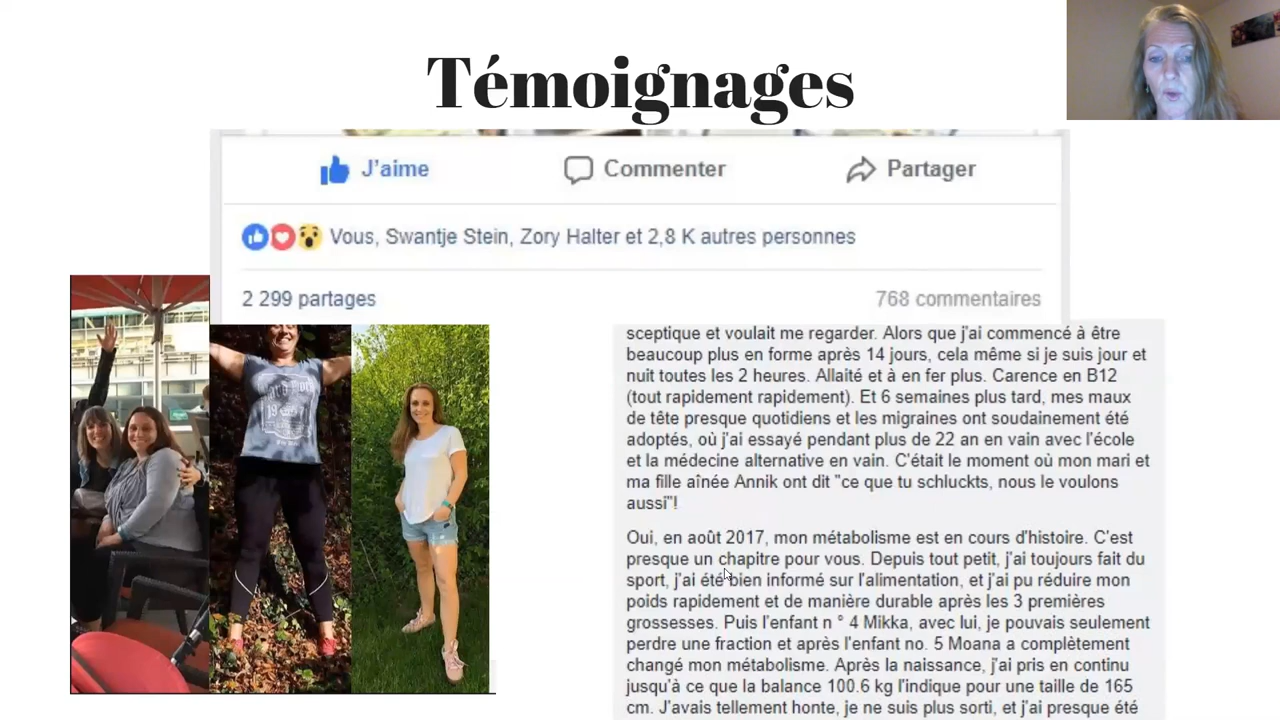 Témoignages
J'aime
Commenter
Partager
Vous, Swantje Stein, Zory Halter et 2,8 K autres personnes
2 299 partages
768 commentaires
sceptique et voulait me regarder. Alors que j'ai commencé à être
beaucoup plus en forme après 14 jours, cela même si je suis jour et
nuit toutes les 2 heures. Allaité et à en fer plus. Carence en B12
(tout rapidement rapidement). Et 6 semaines plus tard, mes maux
de tête presque quotidiens et les migraines ont soudainement été
adoptés, où j'ai essayé pendant plus de 22 an en vain avec l'école
et la médecine alternative en vain. C'était le moment où mon mari et
ma fille aînée Annik ont dit "ce que tu schluckts, nous le voulons
aussi"!
Oui, en août 2017, mon métabolisme est en cours d'histoire. C'est
presque un chapitre pour vous. Depuis tout petit, j'ai toujours fait du
sport, j'ai été bien informé sur l'alimentation, et j'ai pu réduire mon
poids rapidement et de manière durable après les 3 premières
grossesses. Puis l'enfant n ° 4 Mikka, avec lui, je pouvais seulement
perdre une fraction et après l'enfant no. 5 Moana a complètement
changé mon métabolisme. Après la naissance, j'ai pris en continu
jusqu'à ce que la balance 100.6 kg l'indique pour une taille de 165
cm. J'avais tellement honte, je ne suis plus sorti, et j'ai presque été